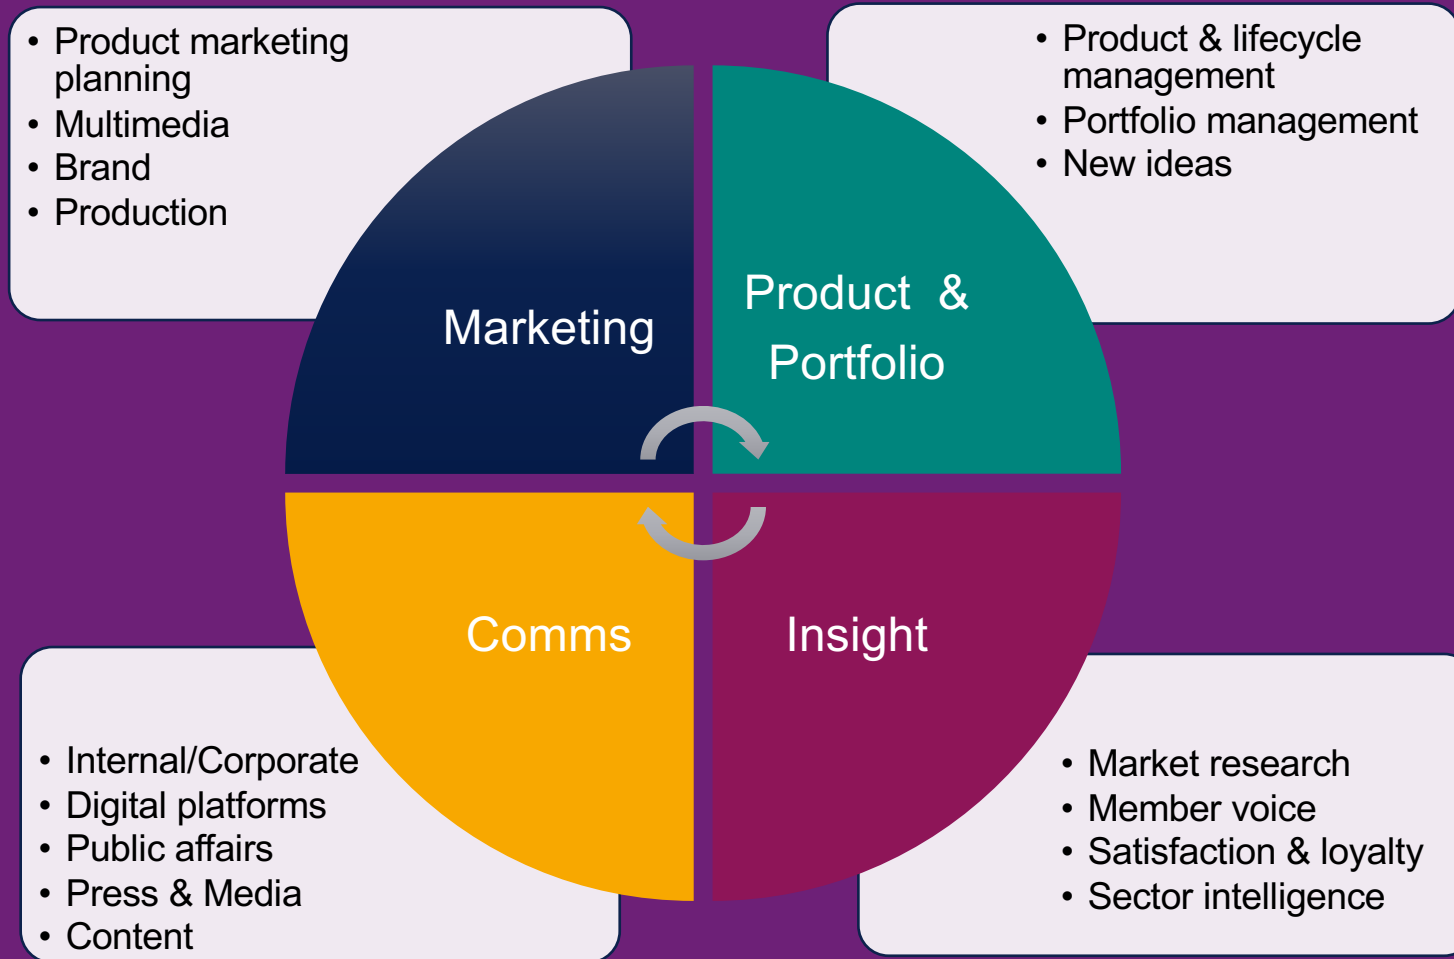 • Product marketing
planning
• Multimedia
• Brand
• Production
• Product & lifecycle
management
• Portfolio management
• New ideas
Marketing
Product & 
Portfolio
Comms
Insight
• Internal/Corporate
• Digital platforms
• Public affairs
• Press & Media
• Content
• Market research
• Member voice
• Satisfaction & loyalty
• Sector intelligence